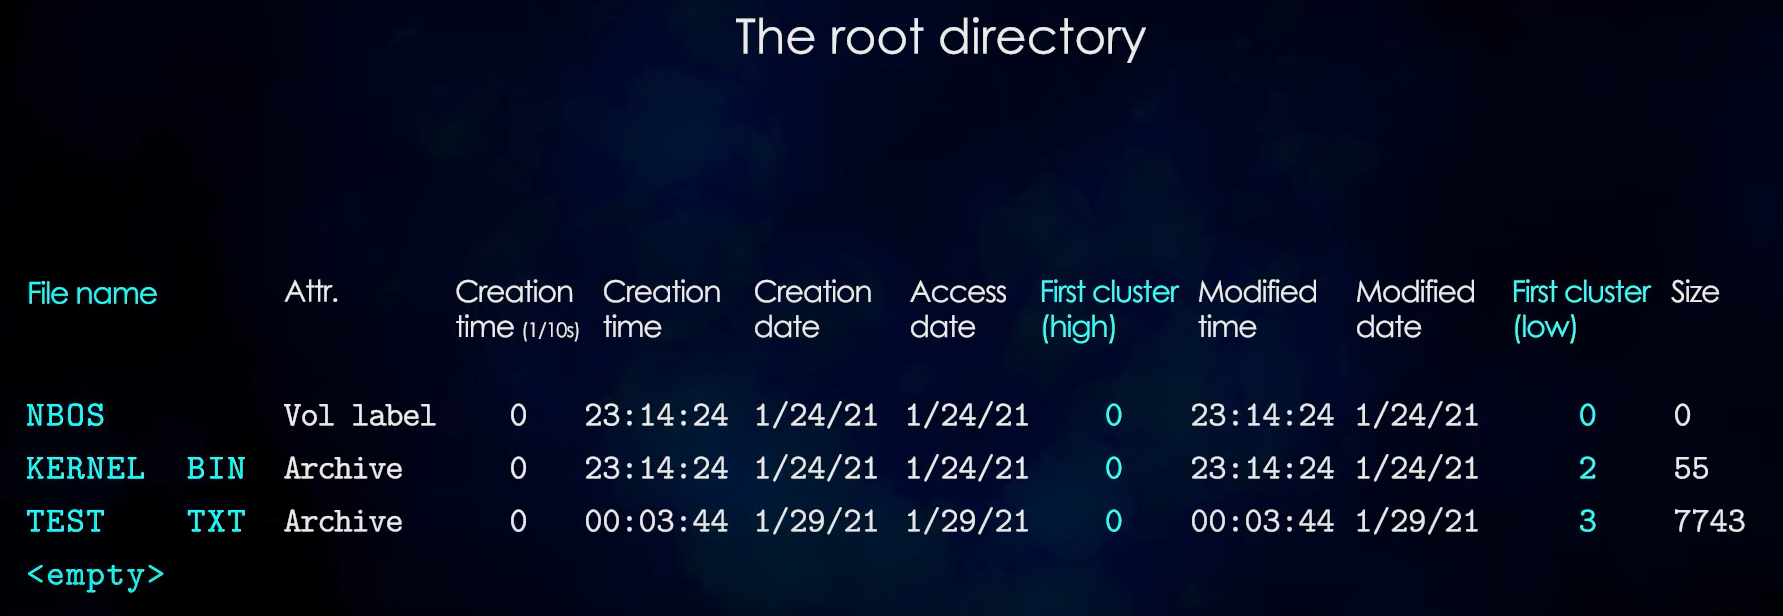 The root directory
File name Attr. Creation time (1/10s) Creation time Creation date Access date First cluster (high) Modified time Modified date First cluster (low) Size
NBOS Vol label 0 23:14:24 1/24/21 1/24/21 0 23:14:24 1/24/21 0 0
KERNEL BIN Archive 0 23:14:24 1/24/21 1/24/21 0 23:14:24 1/24/21 2 55
TEST TXT Archive 0 00:03:44 1/29/21 1/29/21 0 00:03:44 1/29/21 3 7743
<empty>